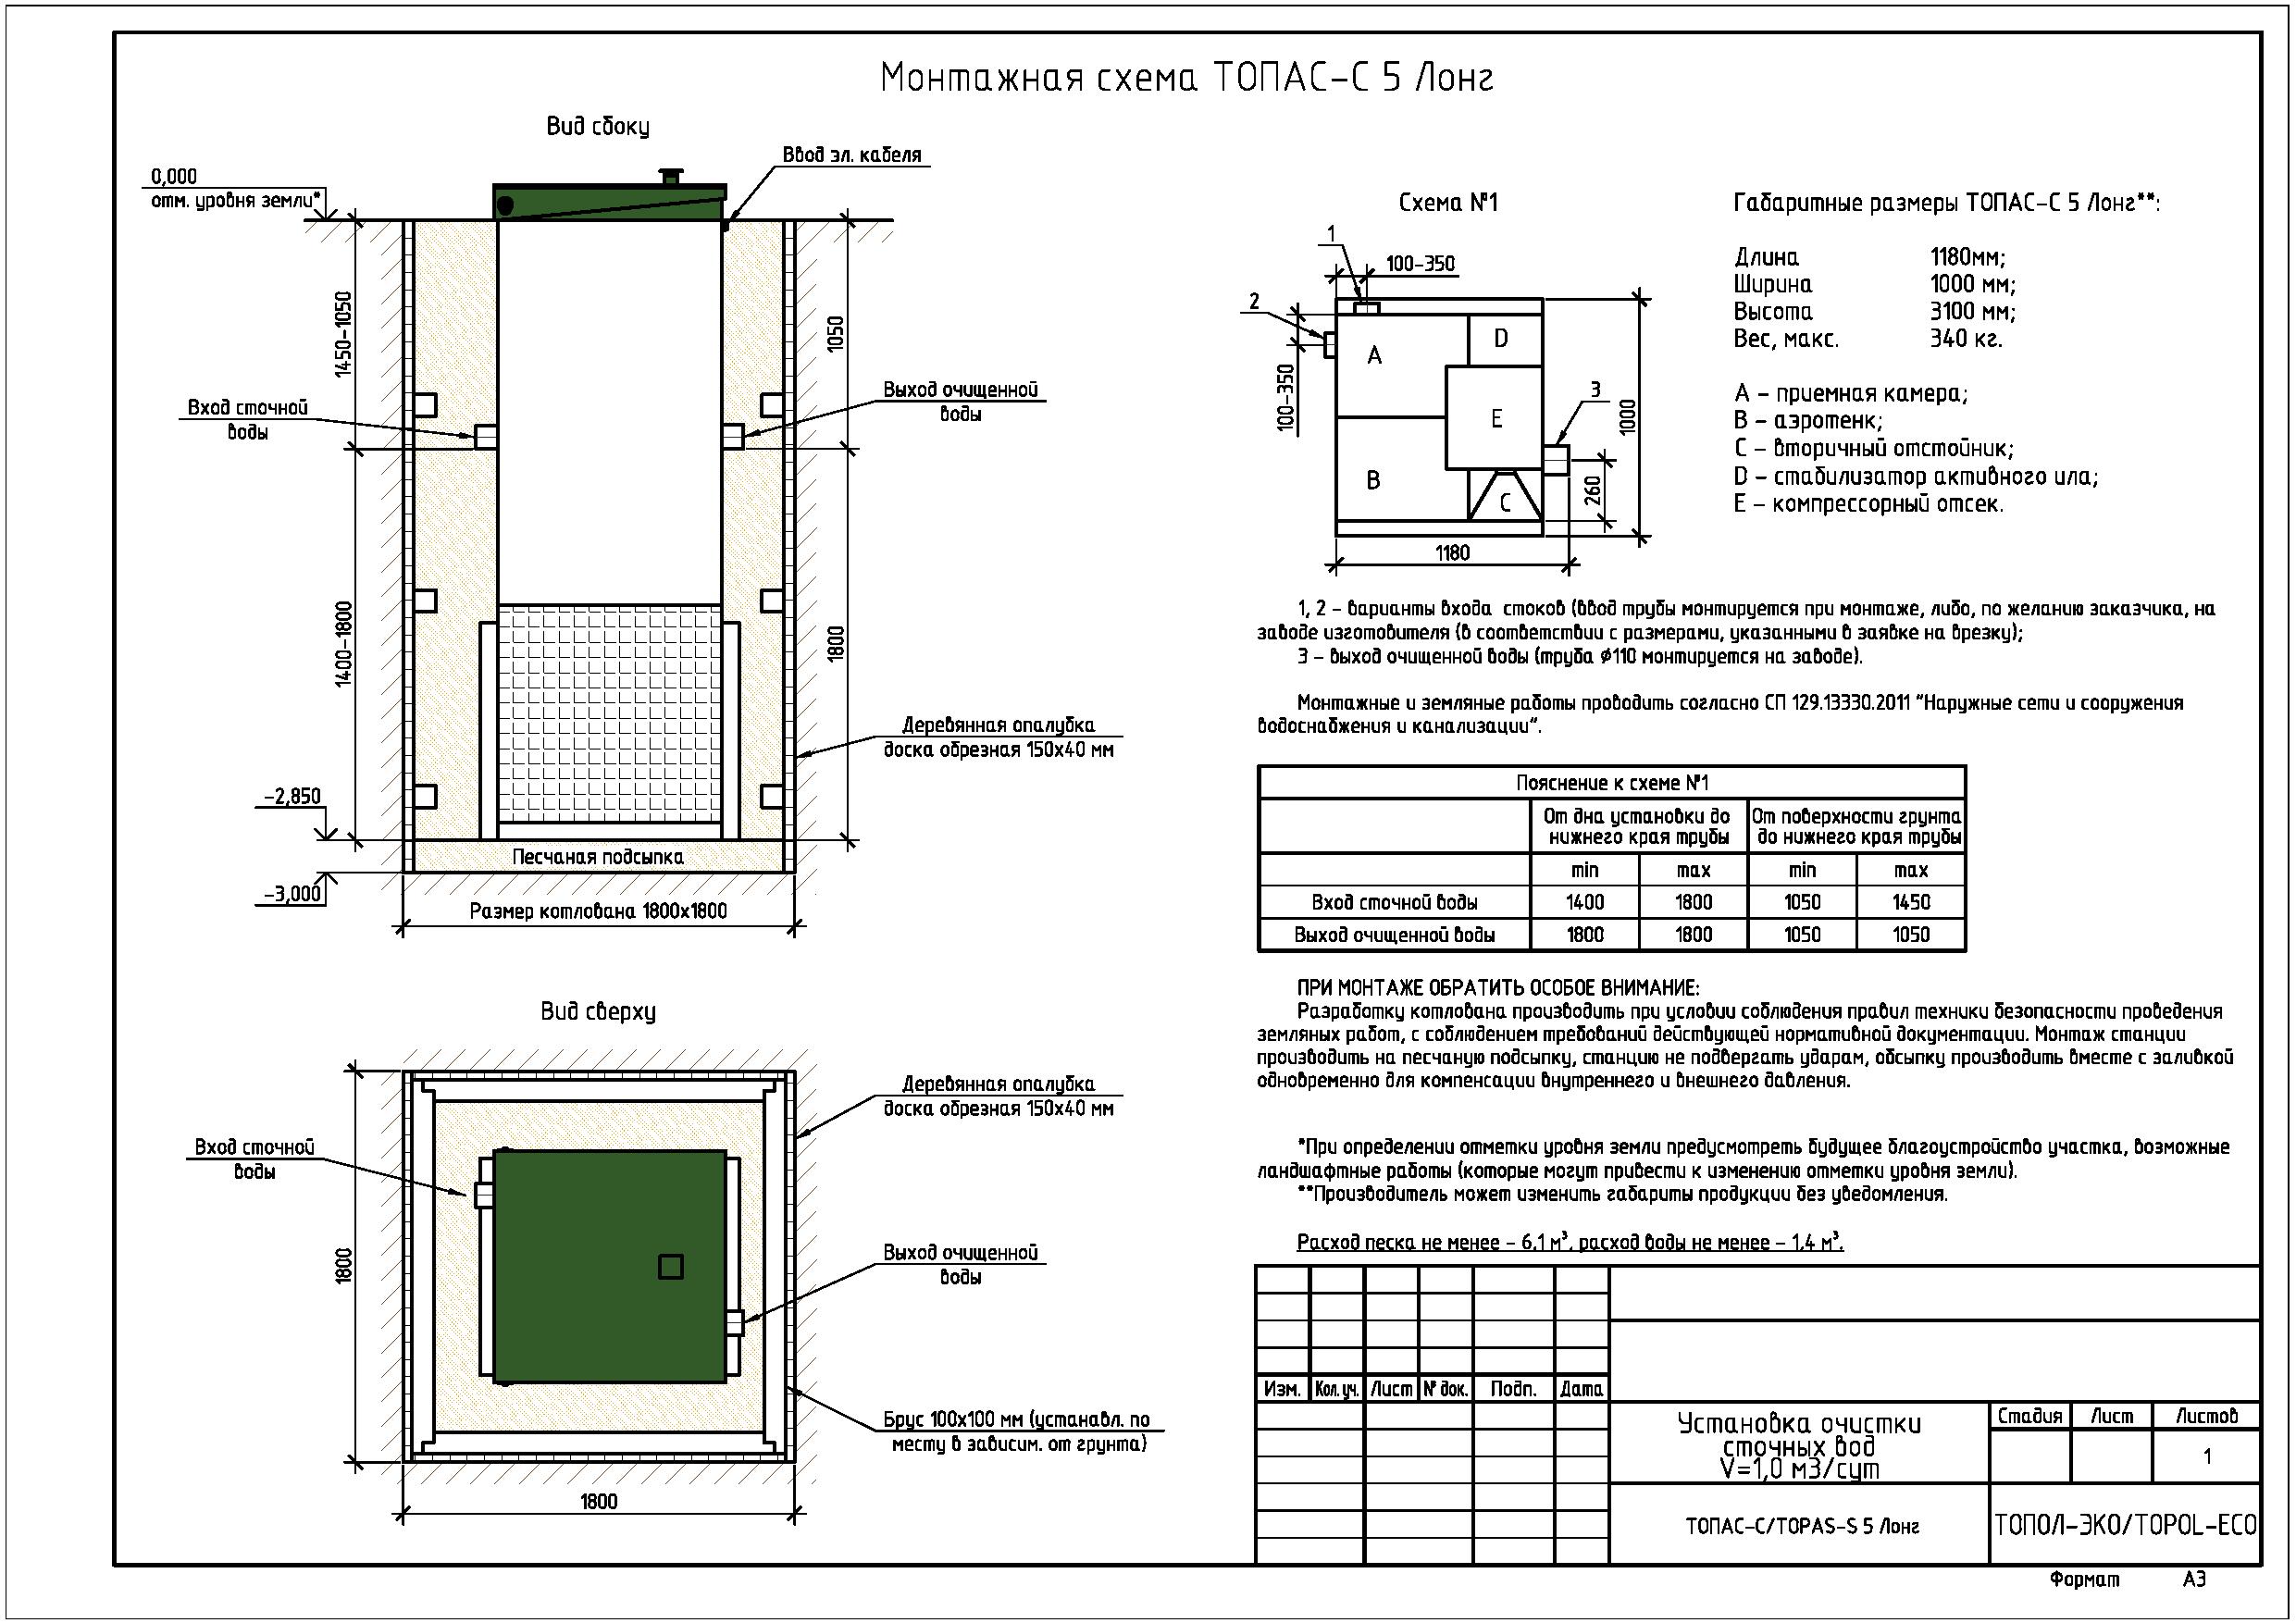 Монтажная схема ТОПАС-С 5 Лонг
Вид сбоку
Ввод эл. кабеля
0,000
отм. уровня земли*
1450-1050
1050
Вход сточной
воды
Выход очищенной
воды
1400-1800
1800
Деревянная опалубка
доска обрезная 150х40 мм
-2,850
Песчаная подсыпка
-3,000
Размер котлована 1800х1800
Вид сверху
Деревянная опалубка
доска обрезная 150х40 мм
Вход сточной
воды
1800
Выход очищенной
воды
Брус 100х100 мм (устанавл. по
месту в зависим. от грунта)
1800
Схема №1
1
100-350
2
100-350
A
D
E
B
C
3
1000
260
1180
Габаритные размеры ТОПАС-С 5 Лонг**:
Длина 1180мм;
Ширина 1000 мм;
Высота 3100 мм;
Вес, макс. 340 кг.
A - приемная камера;
B - аэротенк;
C - вторичный отстойник;
D - стабилизатор активного ила;
E - компрессорный отсек.
1, 2 - варианты входа стоков (ввод трубы монтируется при монтаже, либо, по желанию заказчика, на
заводе изготовителя (в соответствии с размерами, указанными в заявке на врезку);
3 - выход очищенной воды (труба ø110 монтируется на заводе).
Монтажные и земляные работы проводить согласно СП 129.13330.2011 "Наружные сети и сооружения
водоснабжения и канализации".
Пояснение к схеме №1
От дна установки до
нижнего края трубы
От поверхности грунта
до нижнего края трубы
min max min max
Вход сточной воды 1400 1800 1050 1450
Выход очищенной воды 1800 1800 1050 1050
ПРИ МОНТАЖЕ ОБРАТИТЬ ОСОБОЕ ВНИМАНИЕ:
Разработку котлована производить при условии соблюдения правил техники безопасности проведения
земляных работ, с соблюдением требований действующей нормативной документации. Монтаж станции
производить на песчаную подсыпку, станцию не подвергать ударам, обсыпку производить вместе с заливкой
одновременно для компенсации внутреннего и внешнего давления.
*При определении отметки уровня земли предусмотреть будущее благоустройство участка, возможные
ландшафтные работы (которые могут привести к изменению отметки уровня земли).
**Производитель может изменить габариты продукции без уведомления.
Расход песка не менее - 6,1 м³, расход воды не менее - 1,4 м³.
Изм. Кол. уч. Лист № док. Подп. Дата
Установка очистки
сточных вод
V=1,0 м3/сут
Стадия Лист Листов
1
ТОПАС-С/TOPAS-S 5 Лонг
ТОПОЛ-ЭКО/TOPOL-ECO
Формат А3